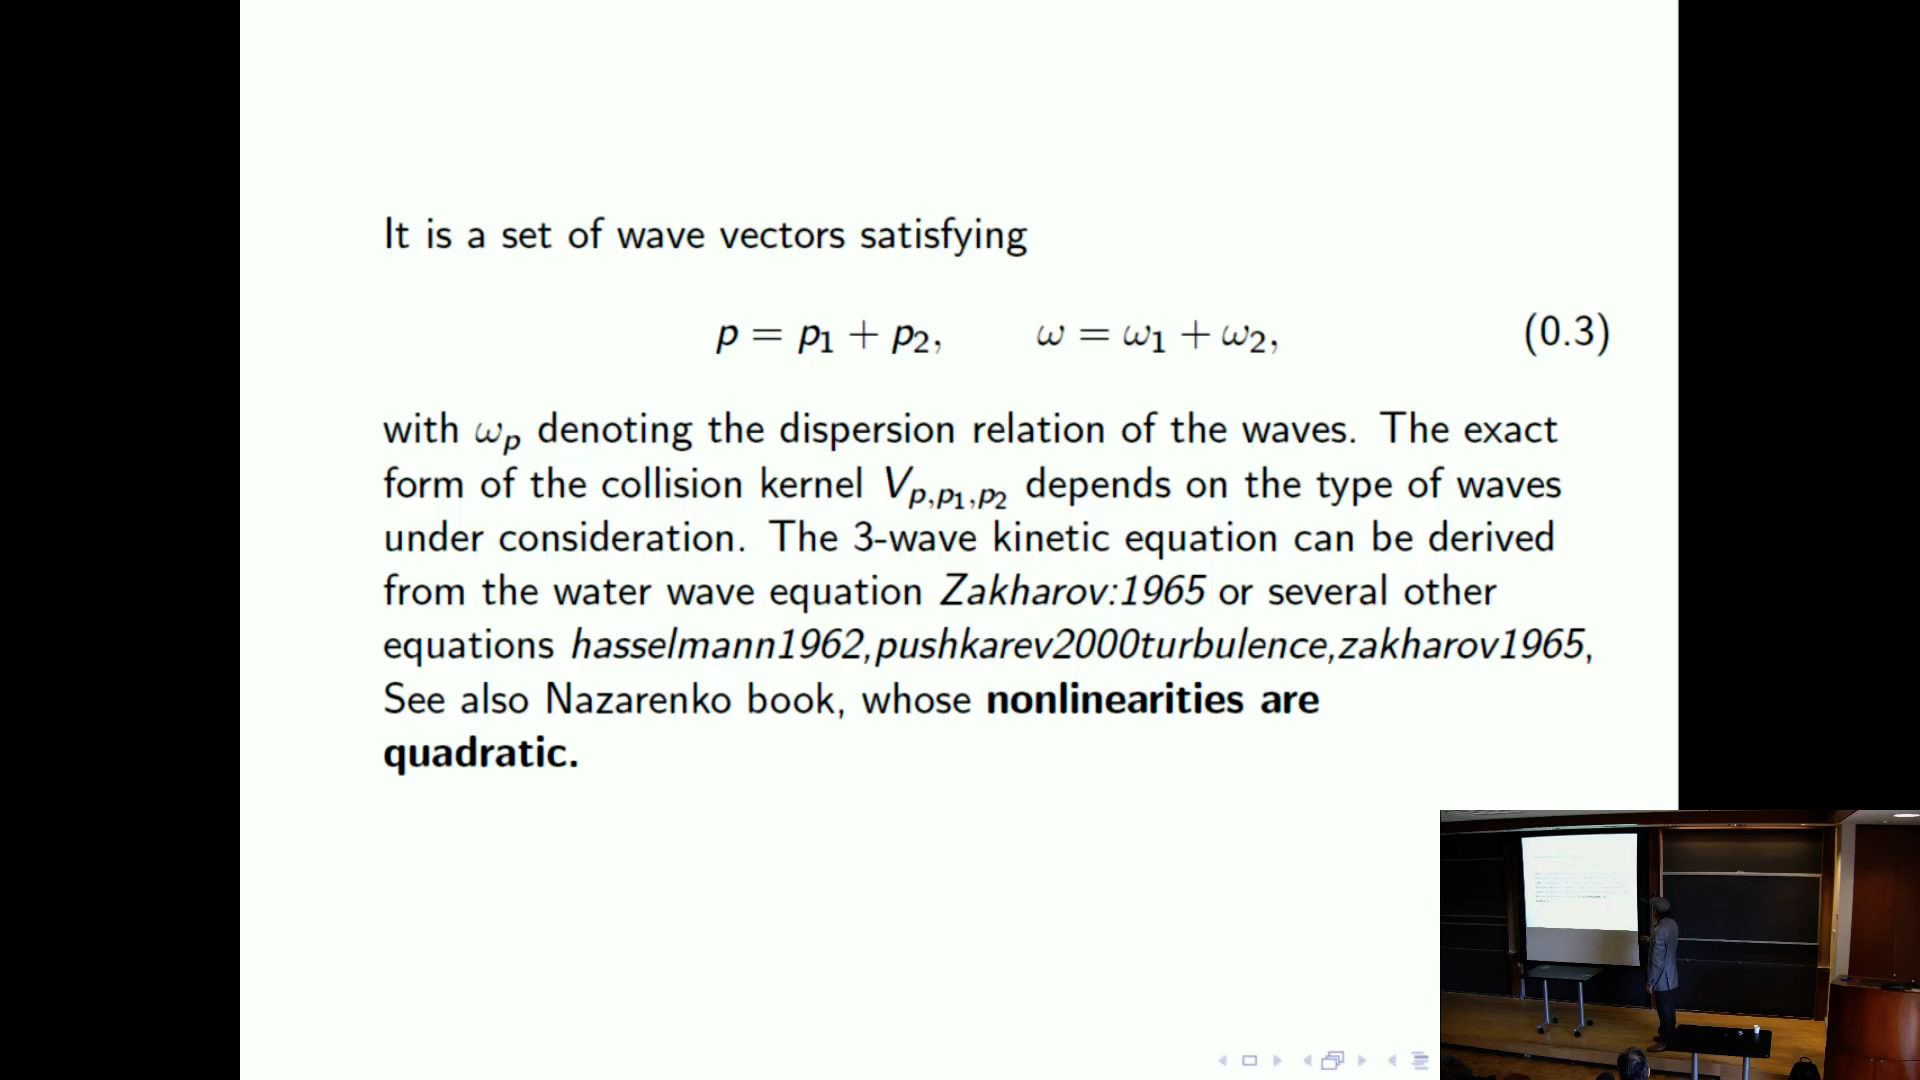 It is a set of wave vectors satisfying
p = p₁ + p₂, ω = ω₁ + ω₂, (0.3)
with ωₚ denoting the dispersion relation of the waves. The exact
form of the collision kernel V_{p,p₁,p₂} depends on the type of waves
under consideration. The 3-wave kinetic equation can be derived
from the water wave equation Zakharov:1965 or several other
equations hasselmann1962,pushkarev2000turbulence,zakharov1965,
See also Nazarenko book, whose nonlinearities are
quadratic.